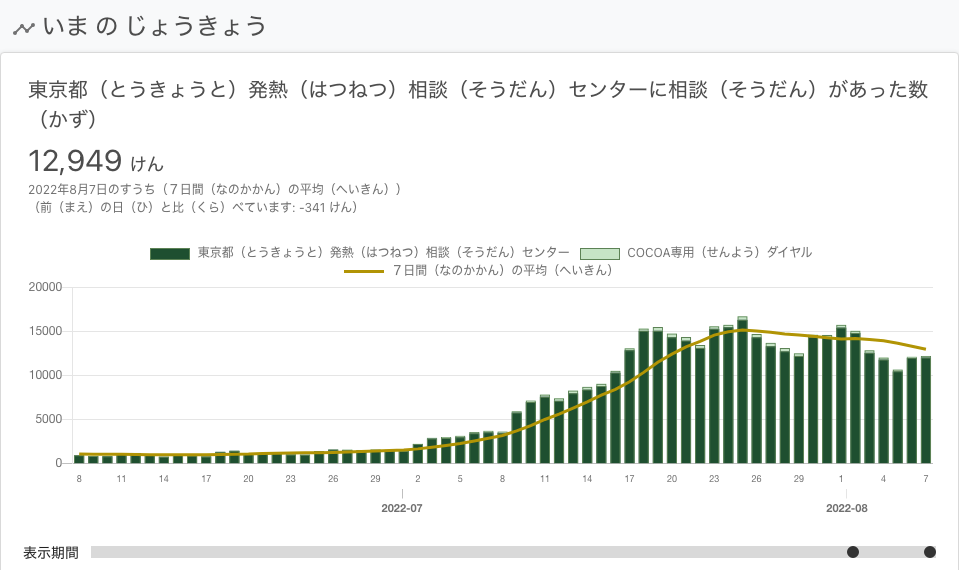 いま の じょうきょう
東京都（とうきょうと）発熱（はつねつ）相談（そうだん）センターに相談（そうだん）があった数
（かず）
12,949 けん
2022年8月7日のすうち（７日間（なのかかん）の平均（へいきん））
（前（まえ）の日（ひ）と比（くら）べています: -341 けん）
東京都（とうきょうと）発熱（はつねつ）相談（そうだん）センター COCOA専用（せんよう）ダイヤル
７日間（なのかかん）の平均（へいきん）
20000
15000
10000
5000
0
8 11 14 17 20 23 26 29 2 5 8 11 14 17 20 23 26 29 1 4 7
2022-07 2022-08
表示期間